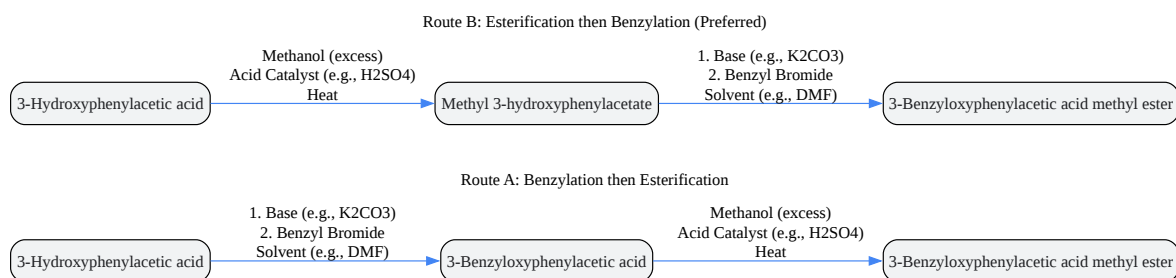 Route B: Esterification then Benzylation (Preferred)
Methanol (excess)
Acid Catalyst (e.g., H2SO4)
Heat
1. Base (e.g., K2CO3)
2. Benzyl Bromide
Solvent (e.g., DMF)
3-Hydroxyphenylacetic acid
Methyl 3-hydroxyphenylacetate
3-Benzyloxyphenylacetic acid methyl ester
Route A: Benzylation then Esterification
1. Base (e.g., K2CO3)
2. Benzyl Bromide
Solvent (e.g., DMF)
Methanol (excess)
Acid Catalyst (e.g., H2SO4)
Heat
3-Hydroxyphenylacetic acid
3-Benzyloxyphenylacetic acid
3-Benzyloxyphenylacetic acid methyl ester